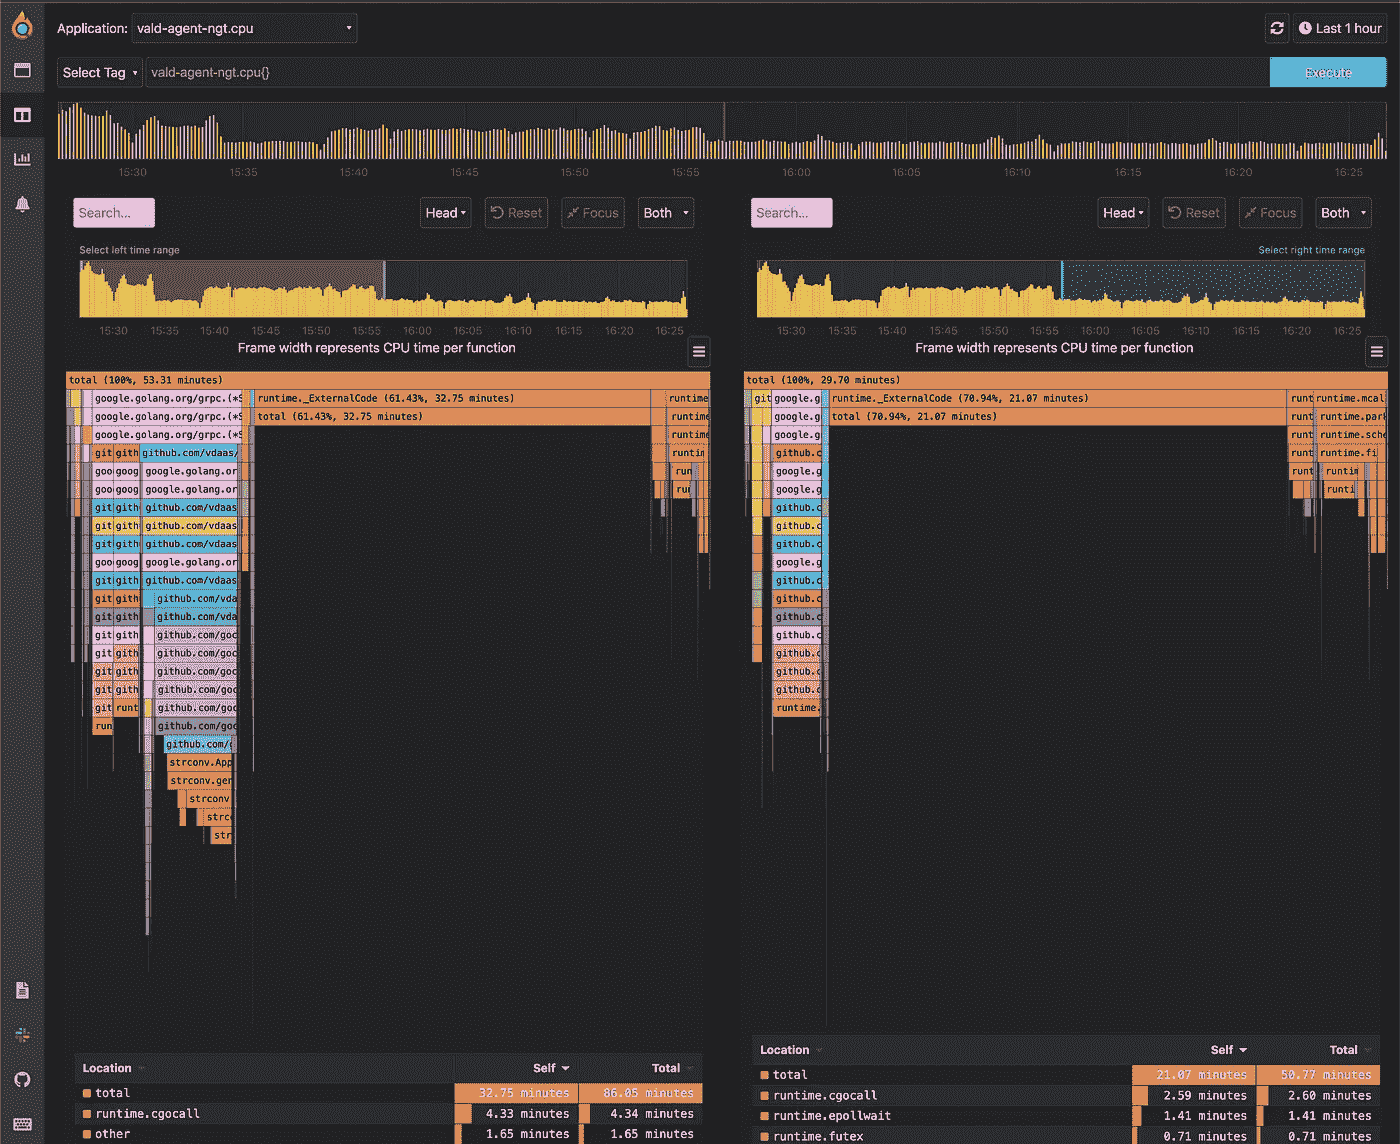 Application: vald-agent-ngt.cpu Last 1 hour
Select Tag vald-agent-ngt.cpu{} Execute
15:30 15:35 15:40 15:45 15:50 15:55 16:00 16:05 16:10 16:15 16:20 16:25
Search... Head Reset Focus Both
Select left time range
15:30 15:35 15:40 15:45 15:50 15:55 16:00 16:05 16:10 16:15 16:20 16:25
Frame width represents CPU time per function
total (100%, 53.31 minutes)
google.golang.org/grpc.(*S runtime._ExternalCode (61.43%, 32.75 minutes) runtime
google.golang.org/grpc.(*S total (61.43%, 32.75 minutes) runtime
google.golang.org/grpc.(*S runtime
git gith github.com/vdaas/ runtim
goo goog google.golang.or run
goo goog google.golang.or ru
git gith github.com/vdaas
git gith github.com/vdaas
git gith github.com/vdaas
goo goog google.golang.or
git gith github.com/vdaas
git gith github.com/vda
git gith github.com/vda
git gith github.com/goc
git gith github.com/goc
git gith github.com/goc
git gith github.com/goc
git runt github.com/goc
run github.com/goc
github.com/g
strconv.App
strconv.gen
strconv
strc
str
Location Self Total
total 32.75 minutes 86.05 minutes
runtime.cgocall 4.33 minutes 4.34 minutes
other 1.65 minutes 1.65 minutes
Search... Head Reset Focus Both
Select right time range
15:30 15:35 15:40 15:45 15:50 15:55 16:00 16:05 16:10 16:15 16:20 16:25
Frame width represents CPU time per function
total (100%, 29.70 minutes)
git google.g runtime._ExternalCode (70.94%, 21.07 minutes) runt runtime.mcal
google.g total (70.94%, 21.07 minutes) runt runtime.par
google.g runt runtime.sche
github.c runt runtime.fi
google.g runt runtim
google.g runt runti
github.c
github.c
github.c
google.g
github.c
github.c
github.c
github.c
github.c
github.c
github.c
runtime.
Location Self Total
total 21.07 minutes 50.77 minutes
runtime.cgocall 2.59 minutes 2.60 minutes
runtime.epollwait 1.41 minutes 1.41 minutes
runtime.futex 0.71 minutes 0.71 minutes